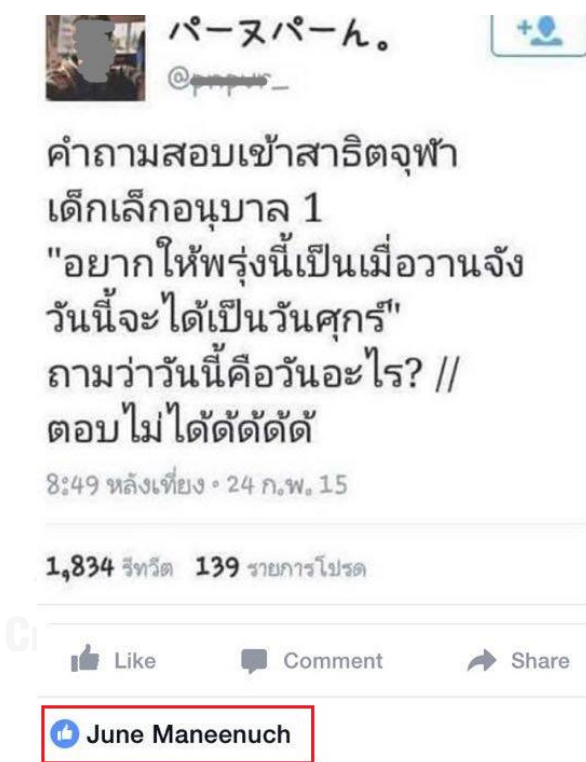 パーヌパーん。
คำถามสอบเข้าสาธิตจุฬา
เด็กเล็กอนุบาล 1
"อยากให้พรุ่งนี้เป็นเมื่อวานจัง
วันนี้จะได้เป็นวันศุกร์"
ถามว่าวันนี้คือวันอะไร? //
ตอบไม่ได้ด้ด้ด้ด้
8:49 หลังเที่ยง • 24 ก.พ. 15
1,834 รีทวีต 139 รายการโปรด
Like Comment Share
June Maneenuch